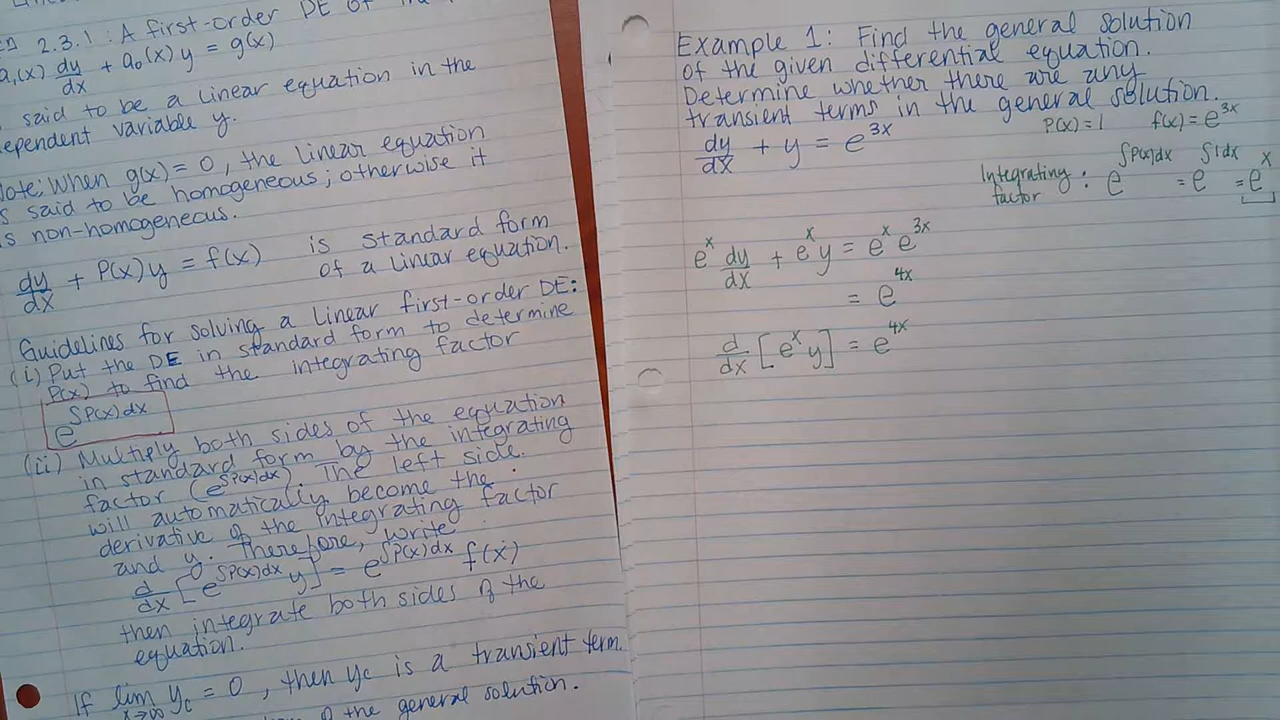 2.3.1: A first-order DE of
a₁(x) dy/dx + a₀(x) y = g(x)
said to be a linear equation in the
ependent variable y.
ote: When g(x) = 0, the linear equation
s said to be homogeneous; otherwise it
s non-homogeneous.
dy/dx + P(x)y = f(x) is standard form
of a linear equation.
Guidelines for solving a linear first-order DE:
(i) Put the DE in standard form to determine
P(x) to find the integrating factor
e^∫P(x)dx
(ii) Multiply both sides of the equation
in standard form by the integrating
factor (e^∫P(x)dx). The left side
will automatically become the
derivative of the integrating factor
and y. Therefore, write
d/dx [e^∫P(x)dx y] = e^∫P(x)dx f(x)
then integrate both sides of the
equation.
If lim x→∞ y_c = 0, then y_c is a transient term
of the general solution.
Example 1: Find the general solution
of the given differential equation.
Determine whether there are any
transient terms in the general solution.
dy/dx + y = e^3x
P(x) = 1 f(x) = e^3x
Integrating factor : e^∫P(x)dx = e^∫1dx = e^x
e^x dy/dx + e^x y = e^x e^3x
= e^4x
d/dx [e^x y] = e^4x